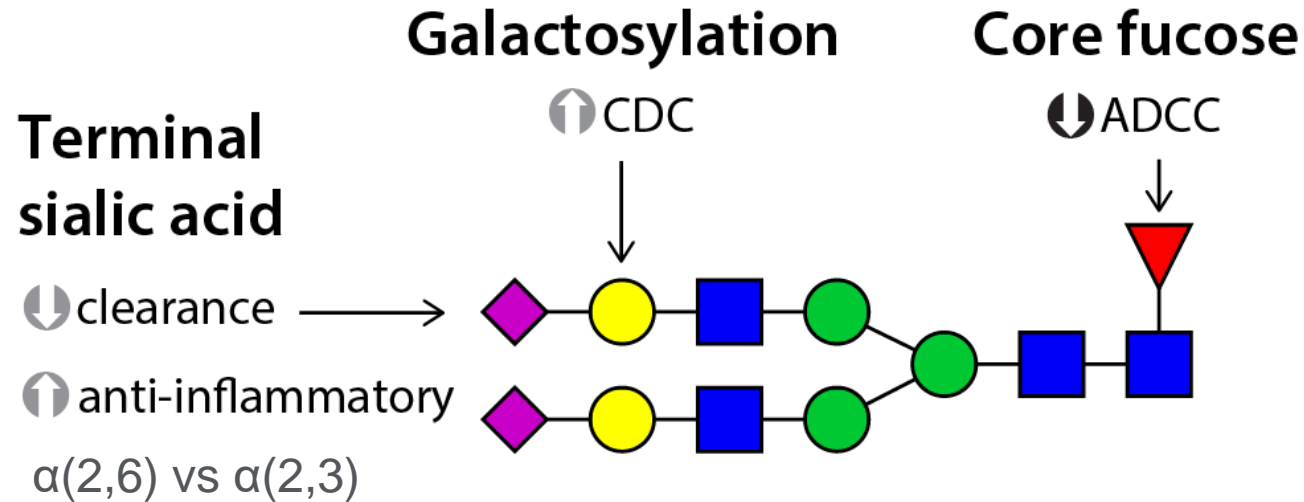 Galactosylation
CDC
Core fucose
ADCC
Terminal
sialic acid
clearance
anti-inflammatory
α(2,6) vs α(2,3)